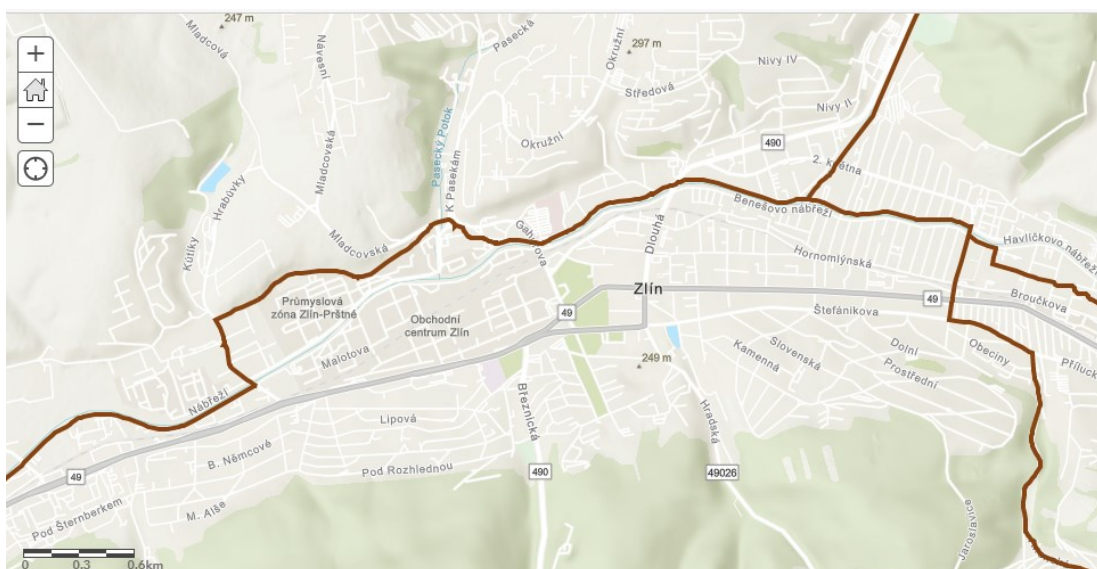 247 m
Mladcová
Návesní
Pasecká
Okružní
297 m
Nivy IV
Středová
Nivy II
490
Okružní
Pasecký Potok
K Pasekám
2. května
Hrabůvky
Mladcovská
Kútiky
Mladcovská
Gahurova
Dlouhá
Benešovo nábřeží
Havlíčkovo nábřeží
Hornomlýnská
Průmyslová
zóna Zlín-Prštné
Zlín
49
Broučkova
Obchodní
centrum Zlín
49
Štefánikova
Malotova
249 m
Kamenná
Slovenská
Dolní
Prostřední
Obeciny
Příluck
Nábřeží
Březnická
Lipová
Hradská
B. Němcové
Pod Rozhlednou
49
490
49026
Pod Šternberkem
M. Alše
Jaroslavice
0 0.3 0.6km